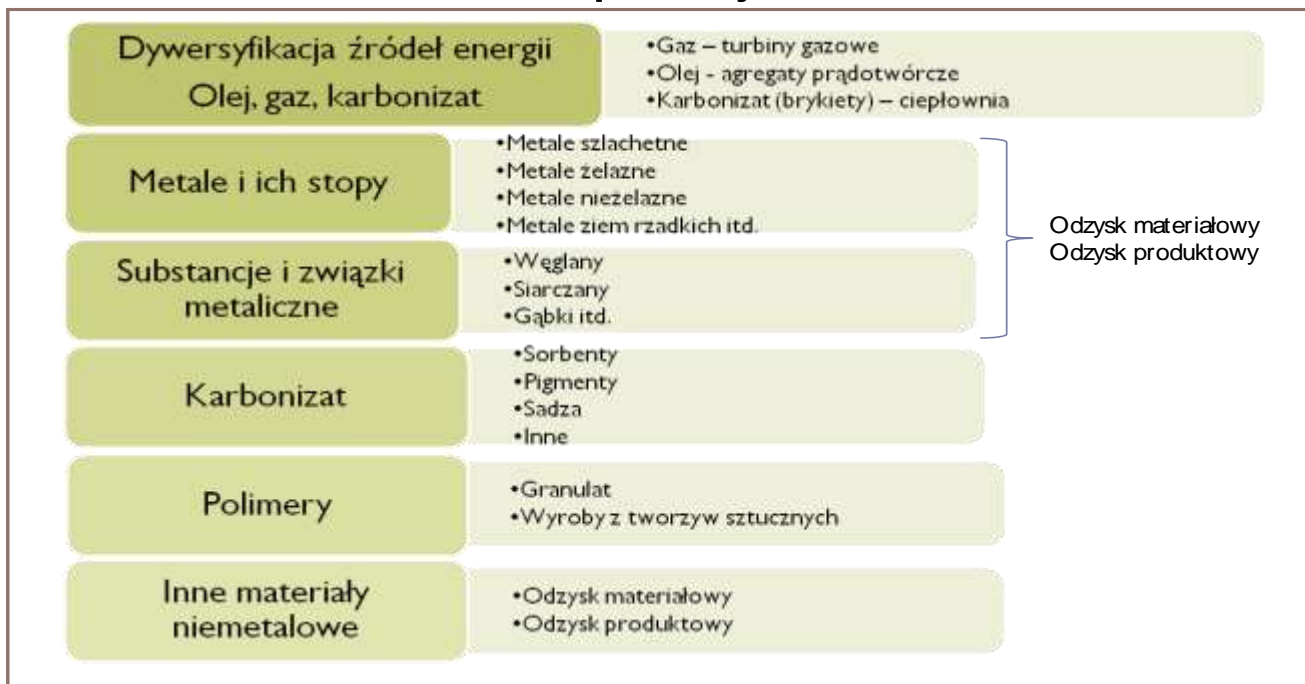 Dywersyfikacja źródeł energii
Olej, gaz, karbonizat
•Gaz – turbiny gazowe
•Olej - agregaty prądotwórcze
•Karbonizat (brykiety) – ciepłownia
Metale i ich stopy
•Metale szlachetne
•Metale żelazne
•Metale nieżelazne
•Metale ziem rzadkich itd.
Substancje i związki
metaliczne
•Węglany
•Siarczany
•Gąbki itd.
Odzysk materiałowy
Odzysk produktowy
Karbonizat
•Sorbenty
•Pigmenty
•Sadza
•Inne
Polimery
•Granulat
•Wyroby z tworzyw sztucznych
Inne materiały
niemetalowe
•Odzysk materiałowy
•Odzysk produktowy